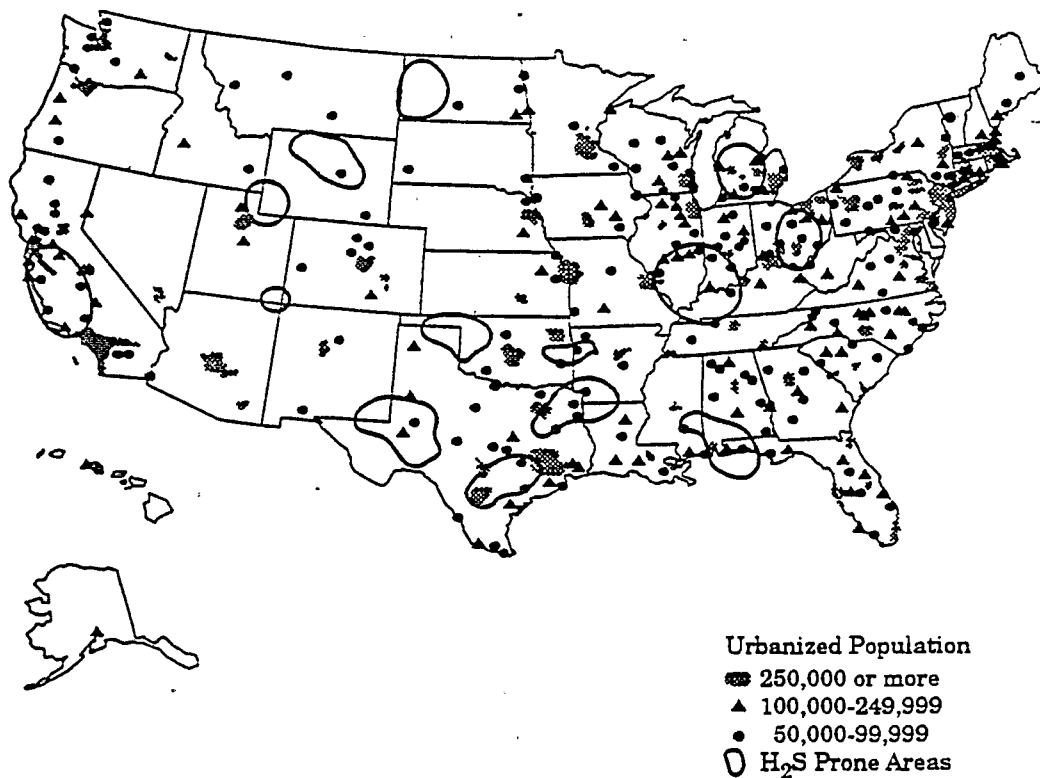 Urbanized Population
250,000 or more
100,000-249,999
50,000-99,999
H₂S Prone Areas